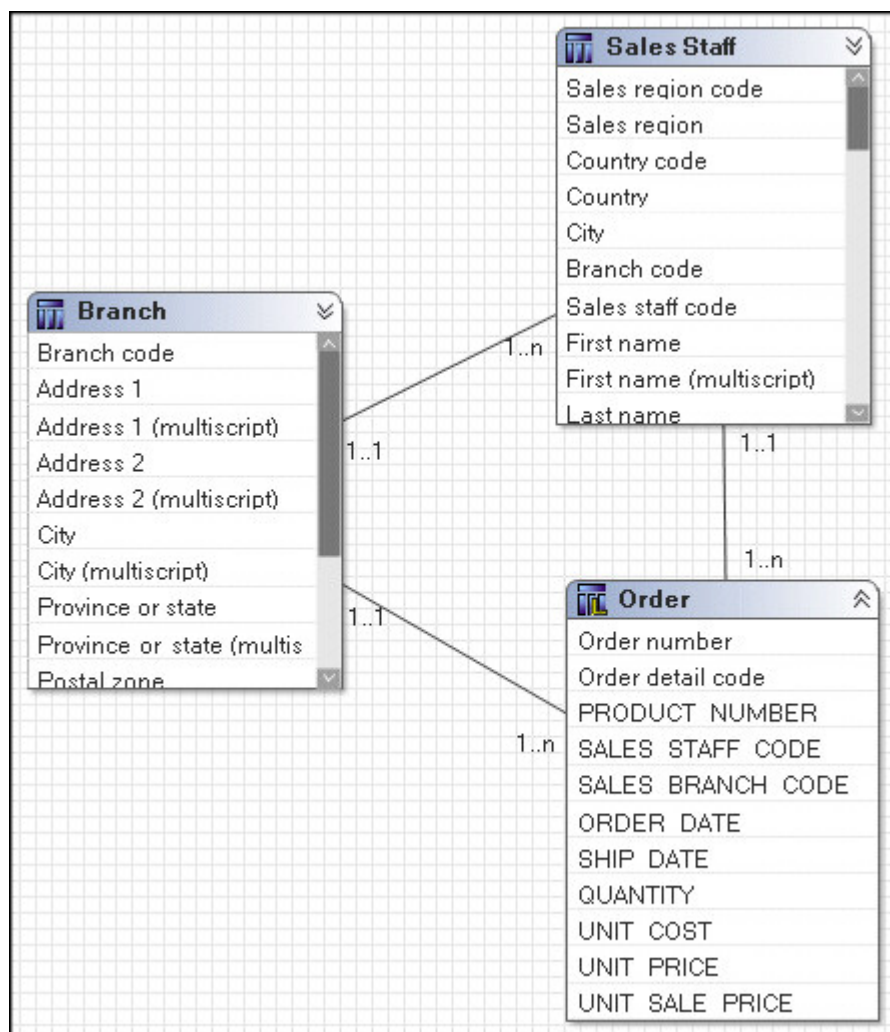 Sales Staff
Sales region code
Sales region
Country code
Country
City
Branch code
Sales staff code
First name
First name (multiscript)
Last name
1..n
1..1
Branch
Branch code
Address 1
Address 1 (multiscript)
Address 2
Address 2 (multiscript)
City
City (multiscript)
Province or state
Province or state (multis
Postal zone
1..1
1..1
1..n
1..n
Order
Order number
Order detail code
PRODUCT NUMBER
SALES STAFF CODE
SALES BRANCH CODE
ORDER DATE
SHIP DATE
QUANTITY
UNIT COST
UNIT PRICE
UNIT SALE PRICE